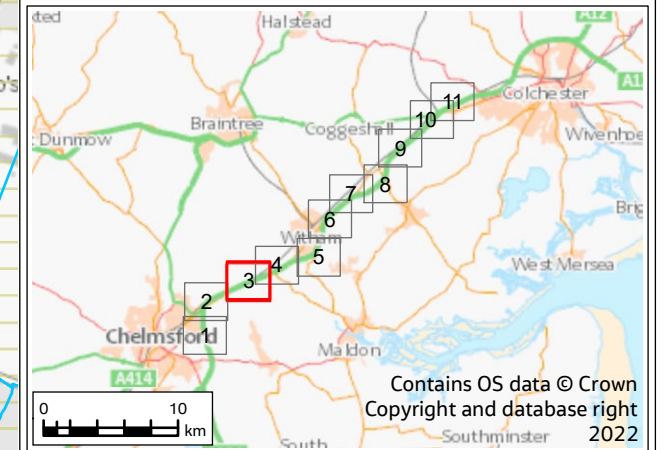 sted
Halstead
A12
o's
Colchester
A1
11
10
Braintree
Coggeshall
Dunmow
Wivenhoe
9
8
7
6
Brig
Witham
5
4
West Mersea
3
2
Chelmsford
1
Maldon
A414
Contains OS data © Crown
Copyright and database right
2022
0 10
km
South
Southminster